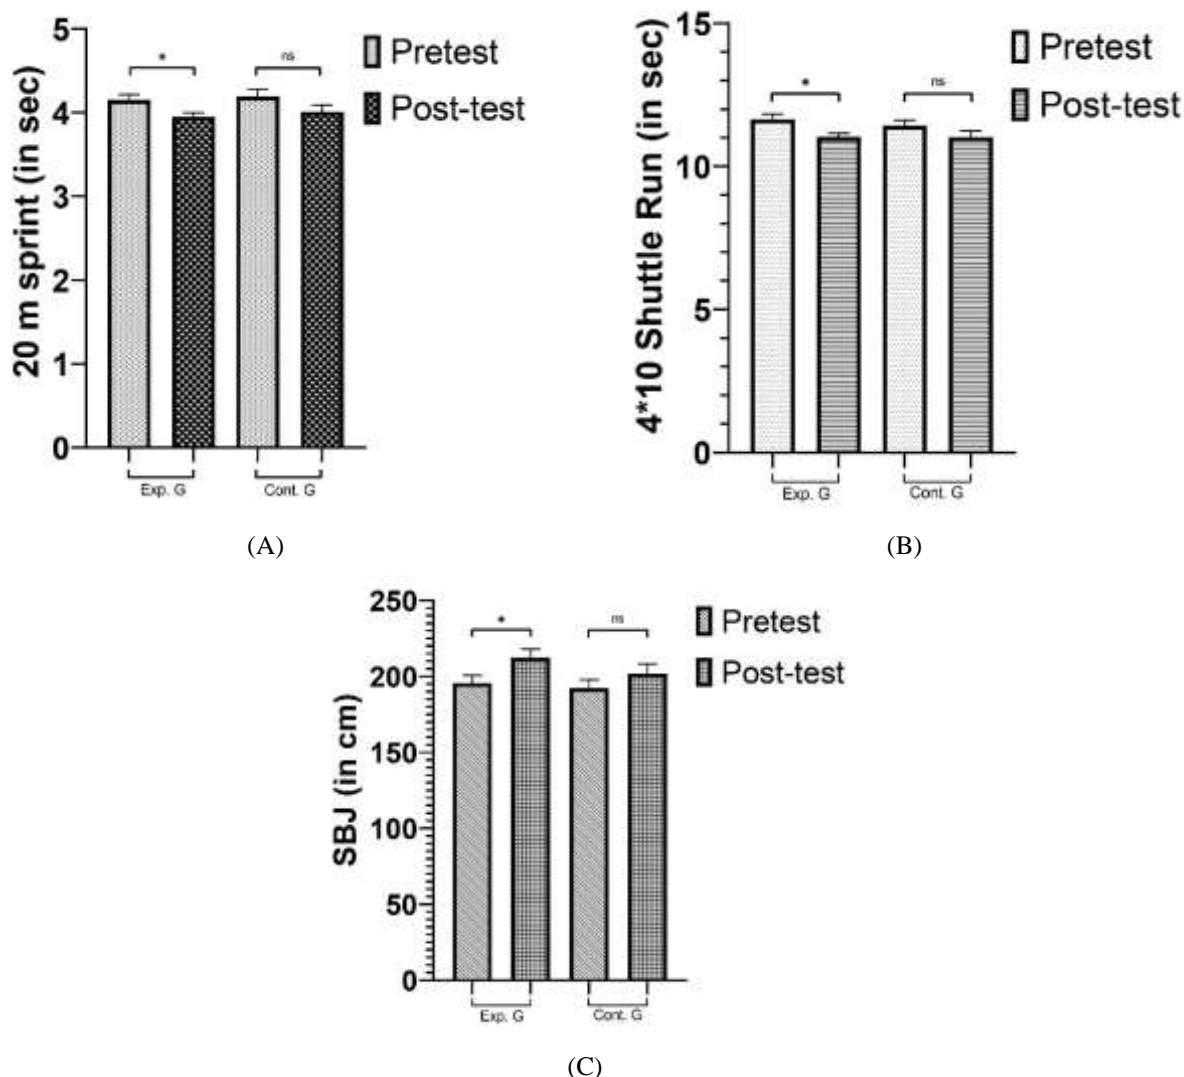 20 m sprint (in sec)
5
4
3
2
1
0
*
ns
Pretest
Post-test
Exp. G
Cont. G
(A)
4*10 Shuttle Run (in sec)
15
10
5
0
*
ns
Pretest
Post-test
Exp. G
Cont. G
(B)
SBJ (in cm)
250
200
150
100
50
0
*
ns
Pretest
Post-test
Exp. G
Cont. G
(C)